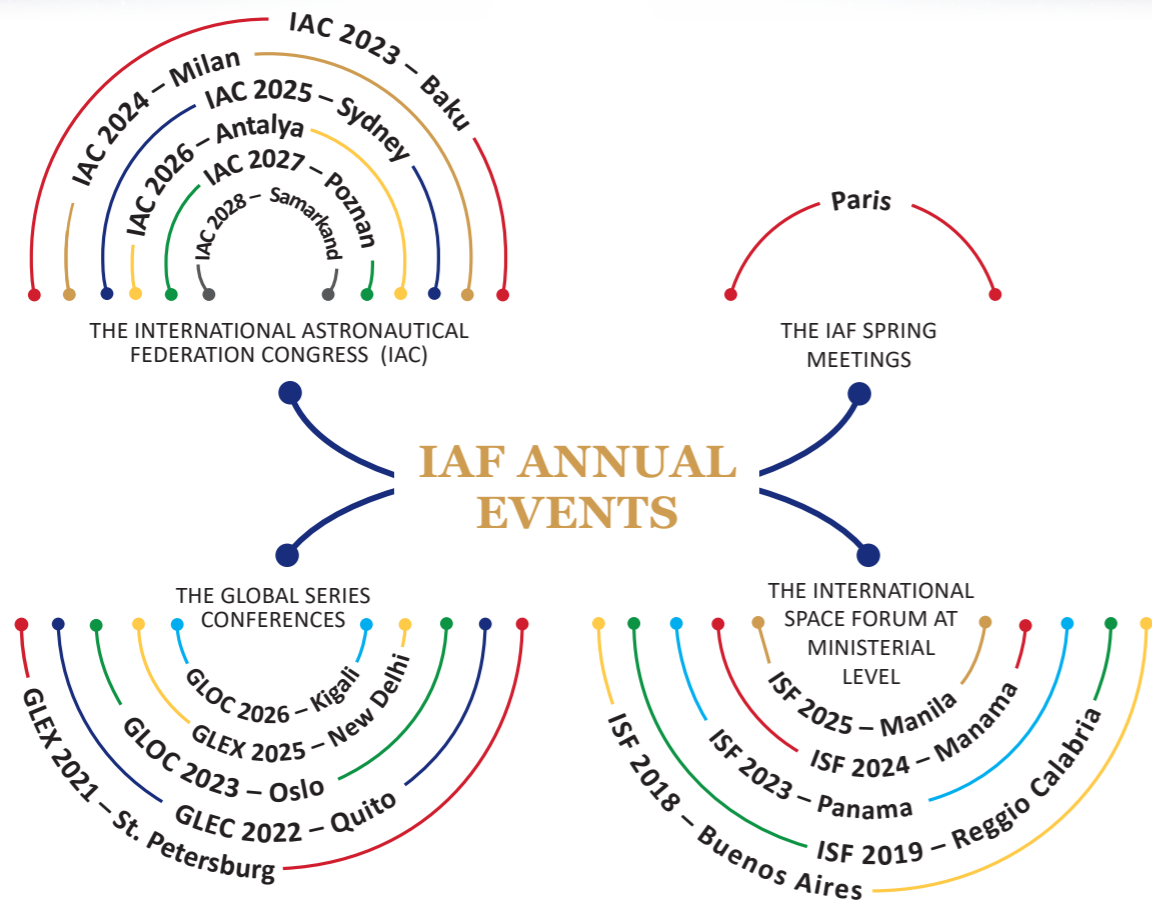 IAC 2023 – Baku
IAC 2024 – Milan
IAC 2025 – Sydney
IAC 2026 – Antalya
IAC 2027 – Poznan
IAC 2028 – Samarkand
THE INTERNATIONAL ASTRONAUTICAL
FEDERATION CONGRESS (IAC)
Paris
THE IAF SPRING
MEETINGS
IAF ANNUAL
EVENTS
THE GLOBAL SERIES
CONFERENCES
GLOC 2026 – Kigali
GLEX 2025 – New Delhi
GLOC 2023 – Oslo
GLEC 2022 – Quito
GLEX 2021 – St. Petersburg
THE INTERNATIONAL
SPACE FORUM AT
MINISTERIAL
LEVEL
ISF 2025 – Manila
ISF 2024 – Manama
ISF 2023 – Panama
ISF 2019 – Reggio Calabria
ISF 2018 – Buenos Aires